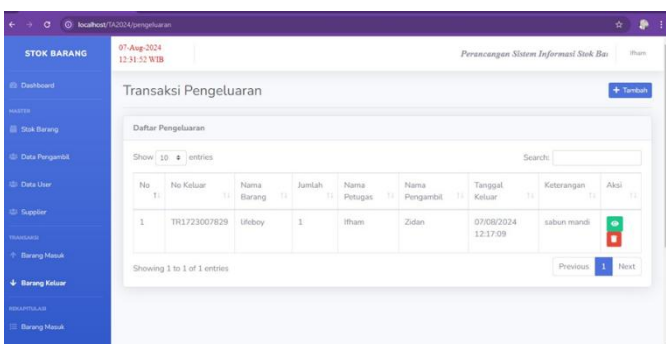 localhost/TA2024/pengeluaran
STOK BARANG
07-Aug-2024
12:31:52 WIB
Perancangan Sistem Informasi Stok Bar
Ifham
Dashboard
MASTER
Stok Barang
Data Pengambil
Data User
Supplier
TRANSAKSI
Barang Masuk
Barang Keluar
REKAPITULASI
Barang Masuk
Transaksi Pengeluaran
+ Tambah
Daftar Pengeluaran
Show 10 entries
Search:
No
No Keluar
Nama Barang
Jumlah
Nama Petugas
Nama Pengambil
Tanggal Keluar
Keterangan
Aksi
1
TR1723007829
Ufeboy
1
Ifham
Zidan
07/08/2024
12:17:09
sabun mandi
Showing 1 to 1 of 1 entries
Previous 1 Next